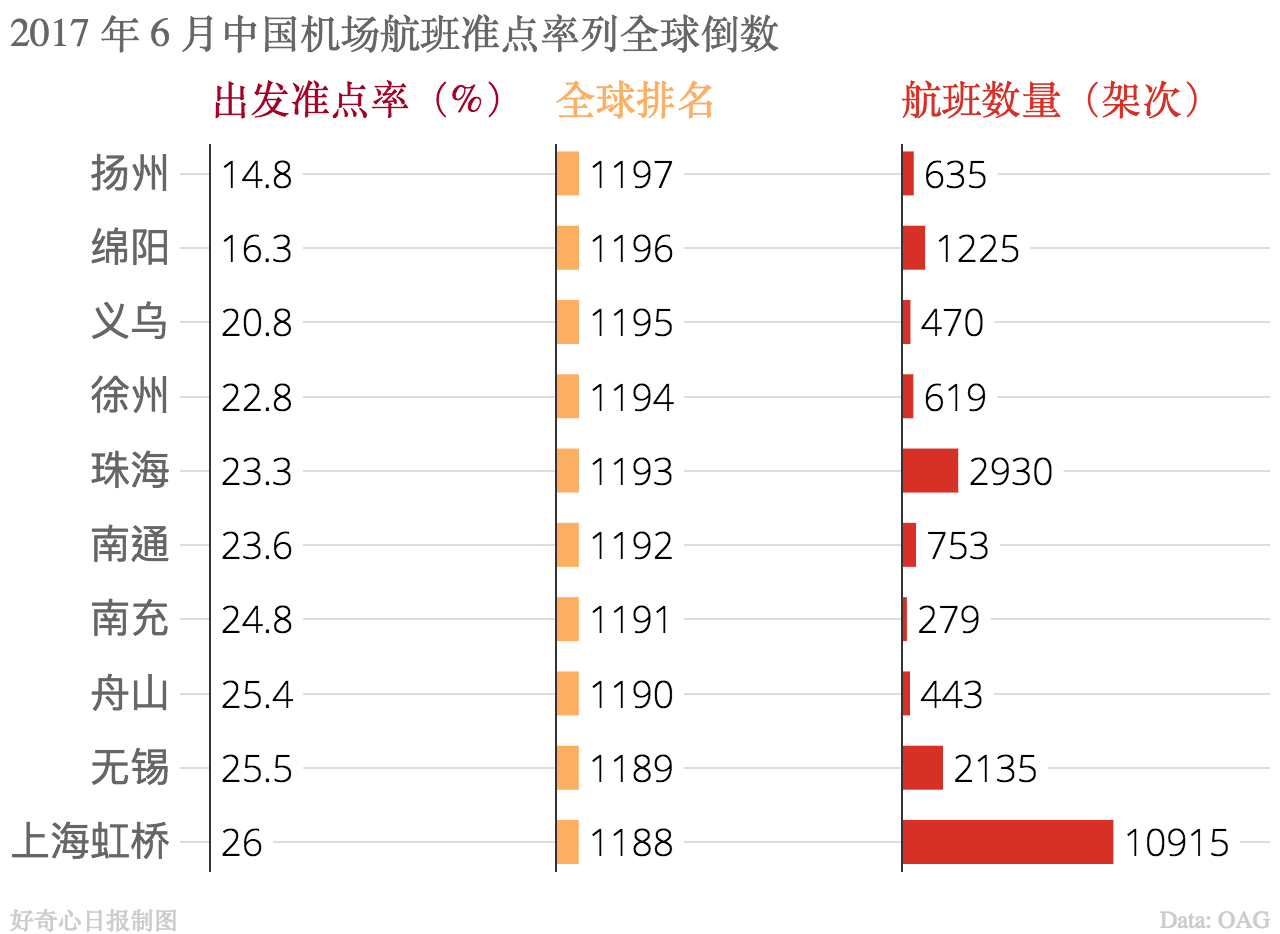 2017 年 6 月中国机场航班准点率列全球倒数
出发准点率（%） 全球排名 航班数量（架次）
扬州 14.8 1197 635
绵阳 16.3 1196 1225
义乌 20.8 1195 470
徐州 22.8 1194 619
珠海 23.3 1193 2930
南通 23.6 1192 753
南充 24.8 1191 279
舟山 25.4 1190 443
无锡 25.5 1189 2135
上海虹桥 26 1188 10915
好奇心日报制图 Data: OAG